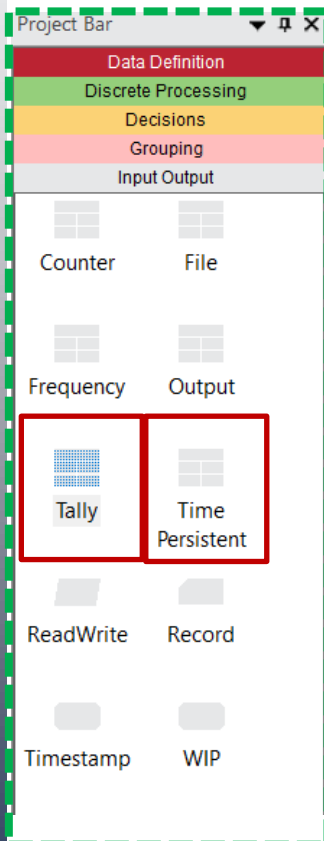 Project Bar
Data Definition
Discrete Processing
Decisions
Grouping
Input Output
Counter File
Frequency Output
Tally Time
Persistent
ReadWrite Record
Timestamp WIP